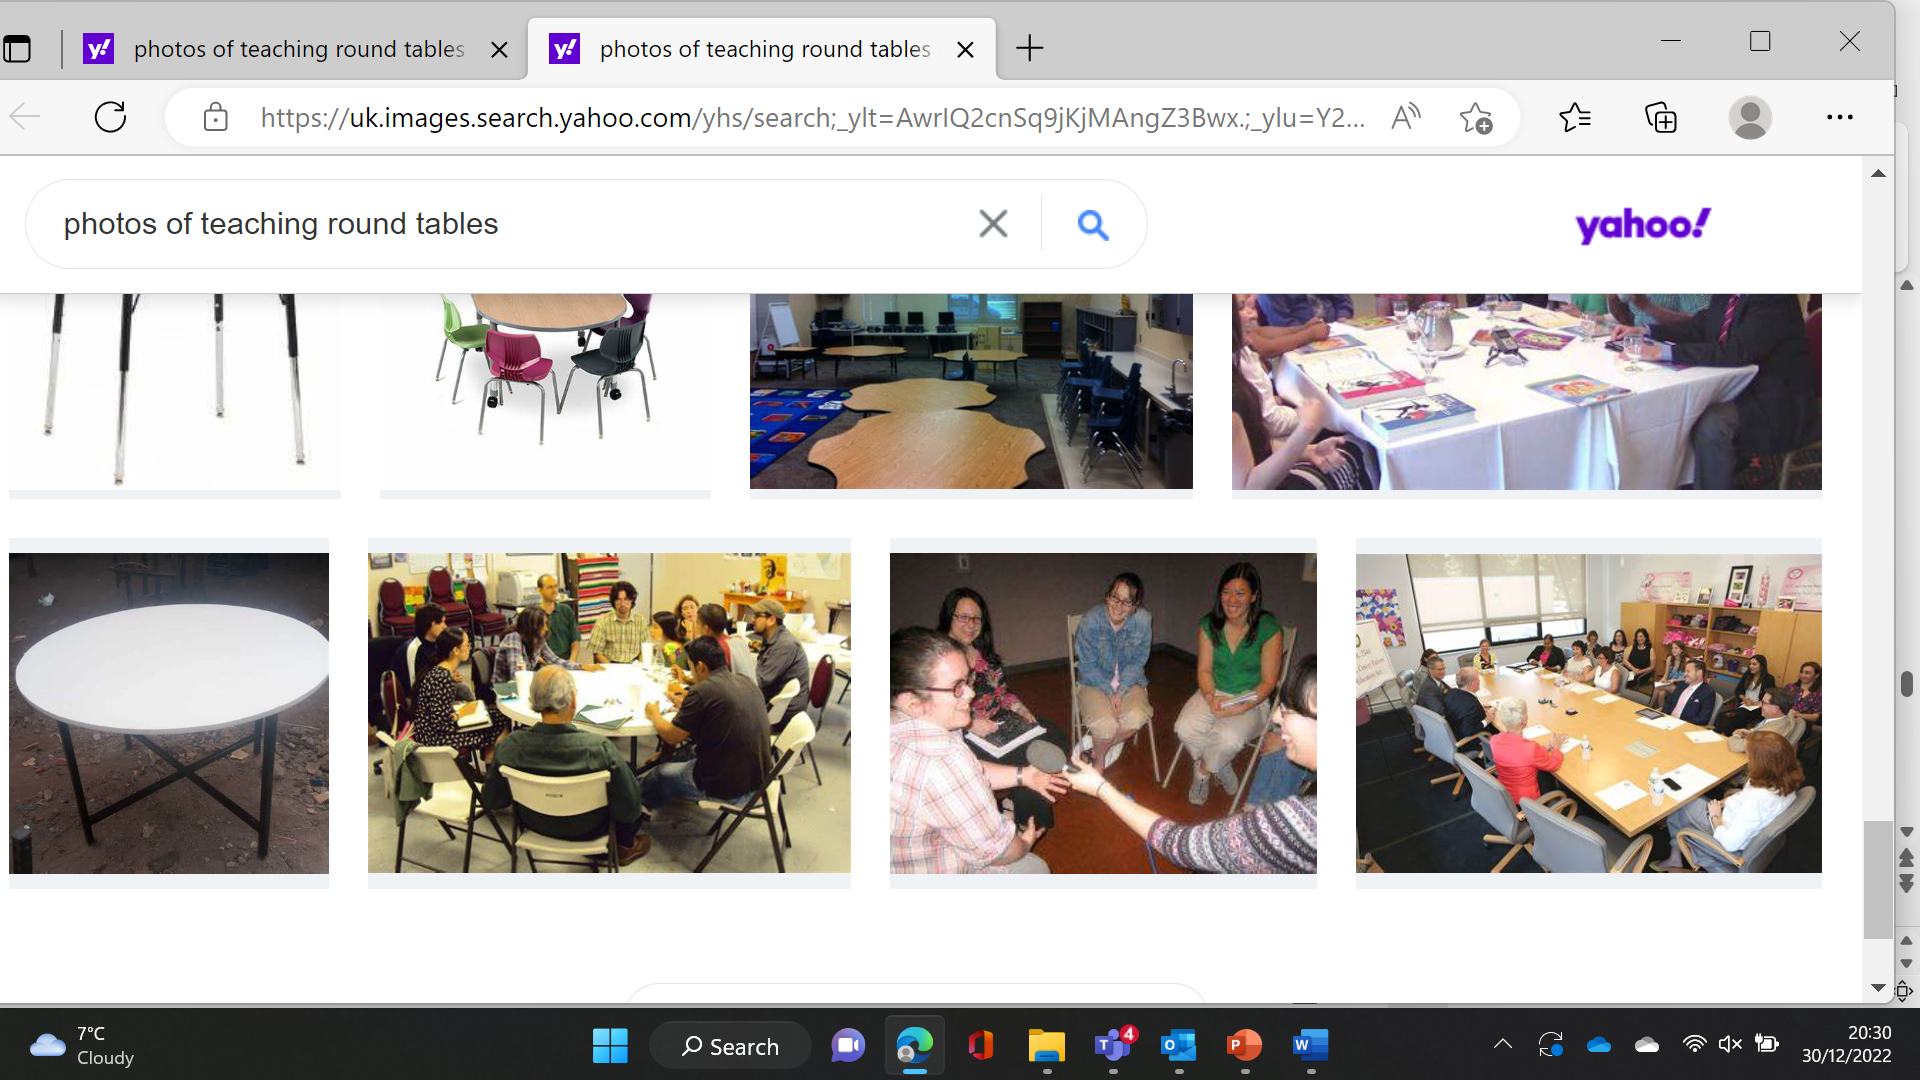 photos of teaching round tables
photos of teaching round tables
https://uk.images.search.yahoo.com/yhs/search;_ylt=AwrIQ2cnSq9jKjMAngZ3Bwx.;_ylu=Y2...
photos of teaching round tables
yahoo!
7°C
Cloudy
Search
4
20:30
30/12/2022